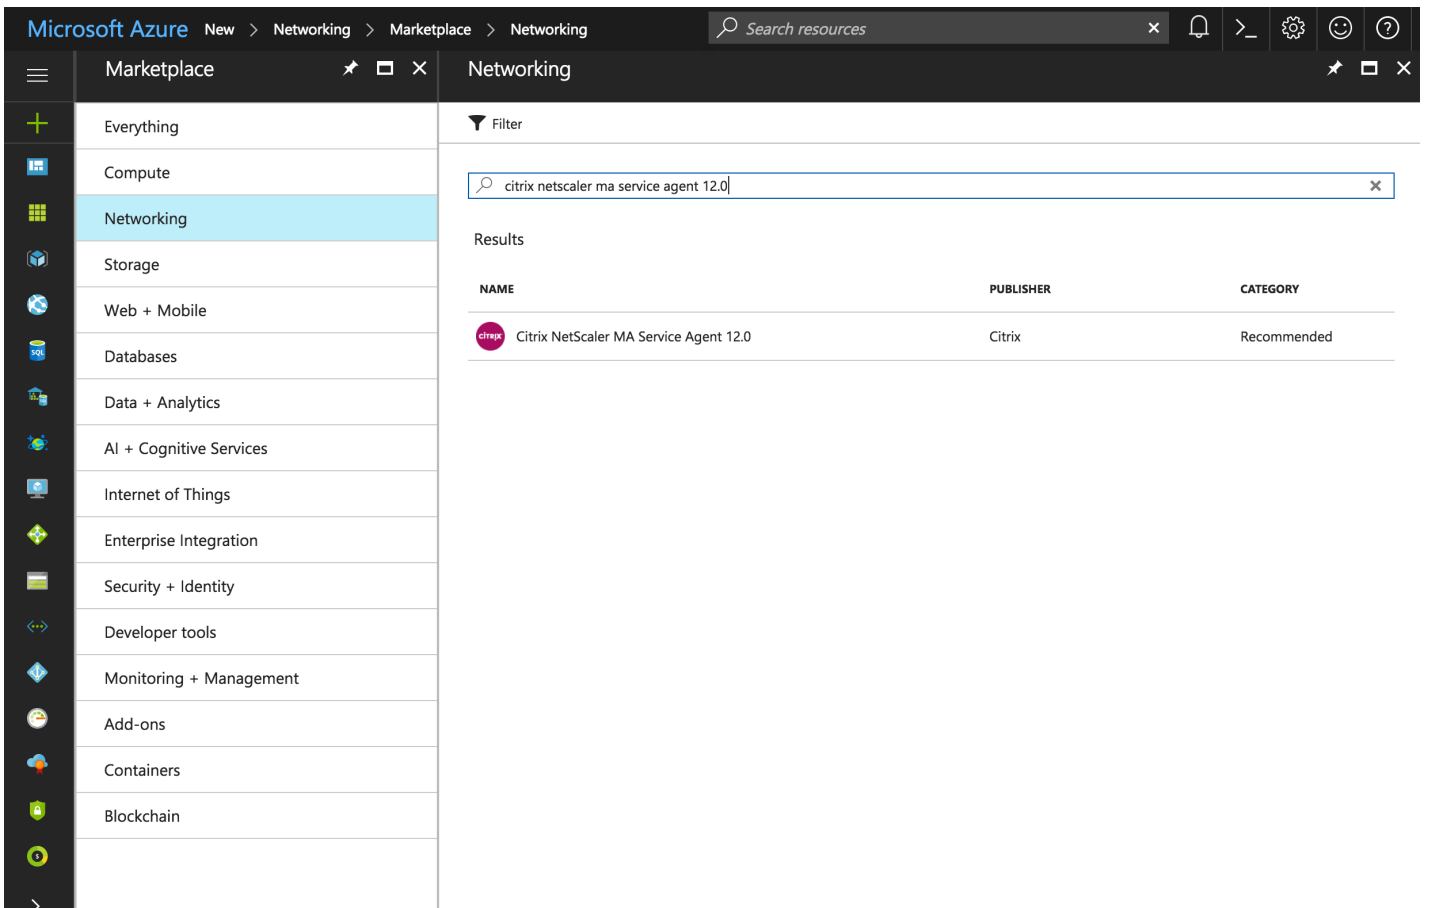 Microsoft Azure New > Networking > Marketplace > Networking Search resources
Marketplace
Networking
Everything
Compute
Networking
Storage
Web + Mobile
Databases
Data + Analytics
AI + Cognitive Services
Internet of Things
Enterprise Integration
Security + Identity
Developer tools
Monitoring + Management
Add-ons
Containers
Blockchain
Filter
citrix netscaler ma service agent 12.0
Results
NAME PUBLISHER CATEGORY
CITRIX Citrix NetScaler MA Service Agent 12.0 Citrix Recommended
SQL